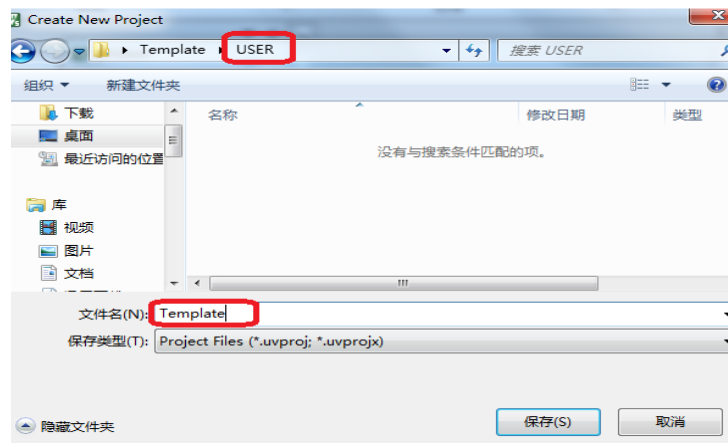 Create New Project
Template
USER
搜索 USER
组织
新建文件夹
下载
桌面
最近访问的位置
库
视频
图片
文档
名称
修改日期
类型
没有与搜索条件匹配的项。
文件名(N):
Template
保存类型(T):
Project Files (*.uvproj; *.uvprojx)
隐藏文件夹
保存(S)
取消